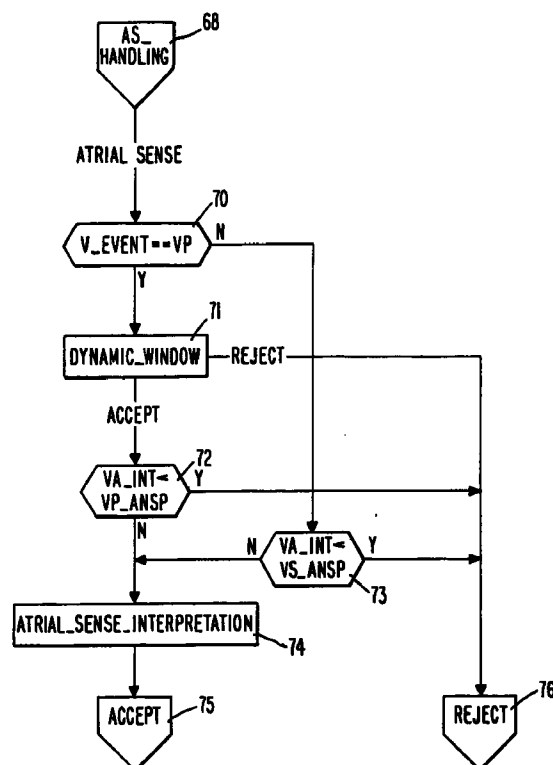 68
AS_
HANDLING
ATRIAL SENSE
70
V_EVENT==VP
N
Y
71
DYNAMIC_WINDOW
REJECT
ACCEPT
72
VA_INT<
VP_ANSP
Y
N
N
VA_INT<
VS_ANSP
Y
73
ATRIAL_SENSE_INTERPRETATION
74
ACCEPT
75
REJECT
76